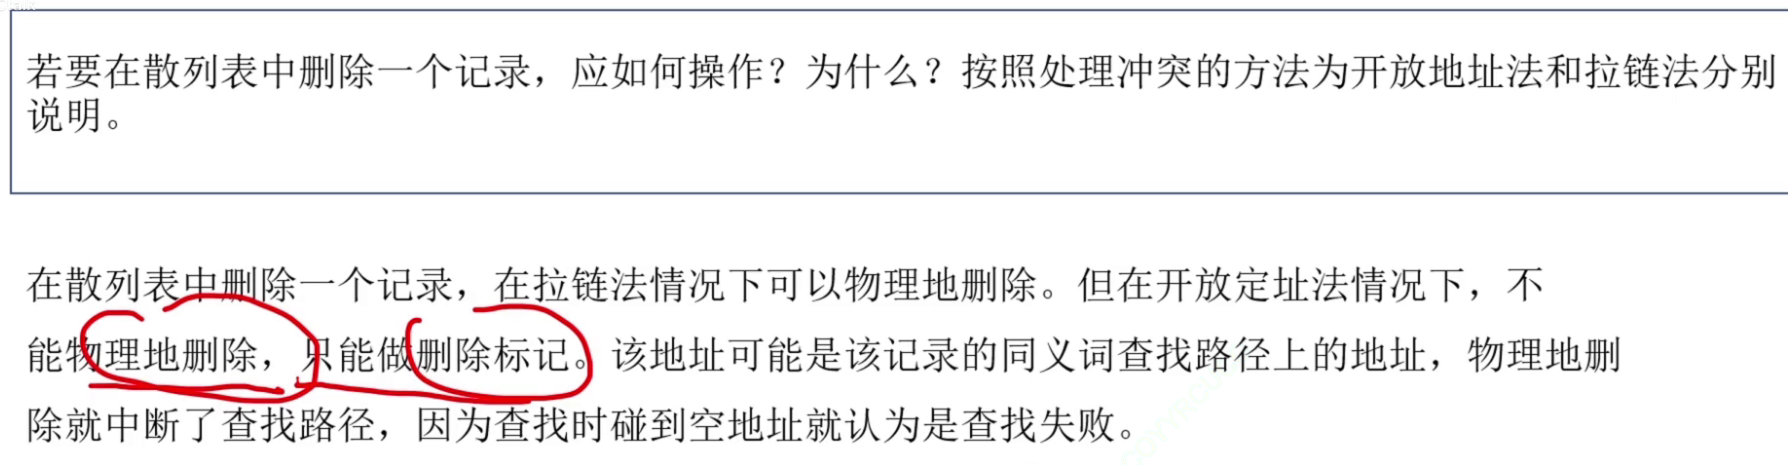 若要在散列表中删除一个记录，应如何操作？为什么？按照处理冲突的方法为开放地址法和拉链法分别
说明。
在散列表中删除一个记录，在拉链法情况下可以物理地删除。但在开放定址法情况下，不
能物理地删除，只能做删除标记。该地址可能是该记录的同义词查找路径上的地址，物理地删
除就中断了查找路径，因为查找时碰到空地址就认为是查找失败。